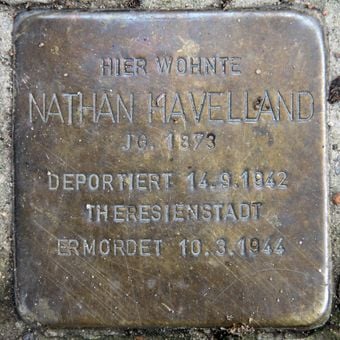 HIER WOHNTE
NATHAN HAVELLAND
JG. 1873
DEPORTIERT 14.9.1942
THERESIENSTADT
ERMORDET 10.3.1944